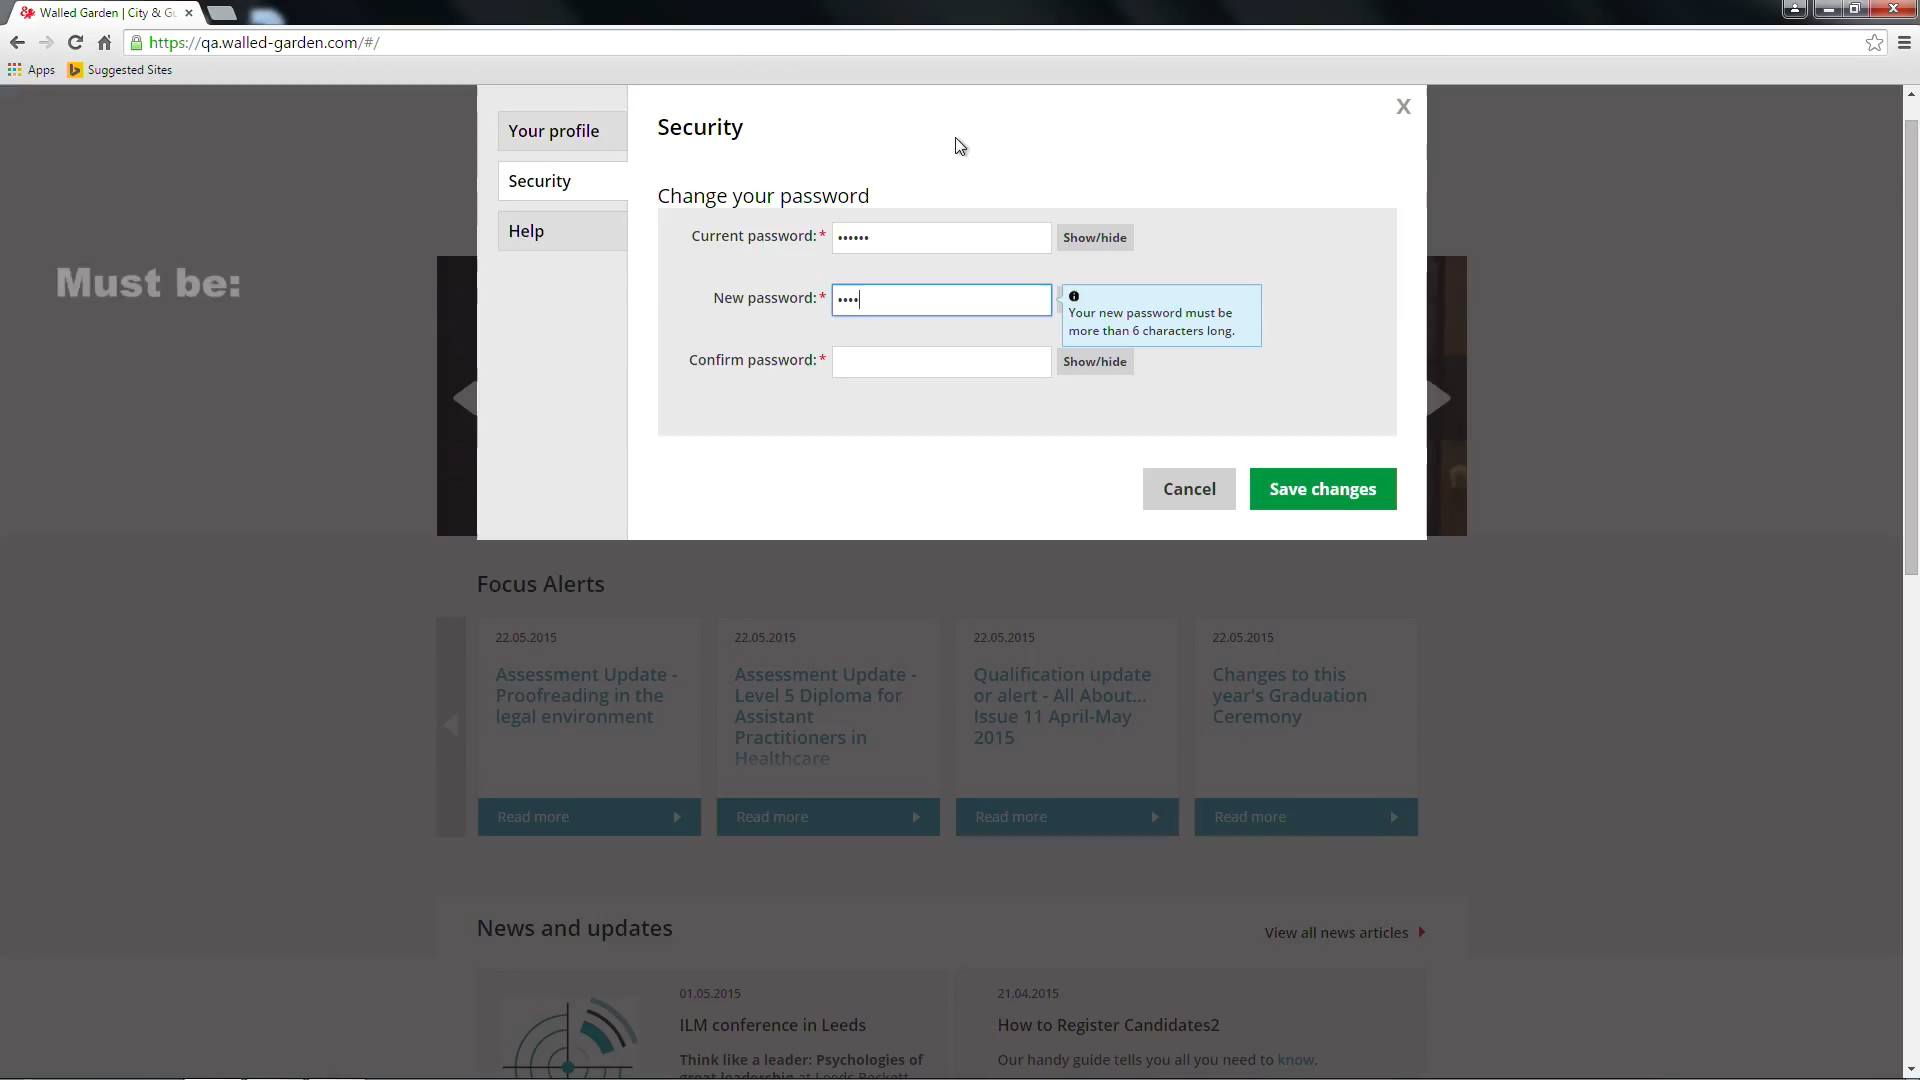 Walled Garden | City & Gu
https://qa.walled-garden.com/#/
Apps
Suggested Sites
Your profile
Security
Help
X
Security
Change your password
Current password:*
••••••
Show/hide
New password:*
••••
Your new password must be
more than 6 characters long.
Confirm password:*
Show/hide
Cancel
Save changes
Must be:
Focus Alerts
22.05.2015
Assessment Update -
Proofreading in the
legal environment
Read more
22.05.2015
Assessment Update -
Level 5 Diploma for
Assistant
Practitioners in
Healthcare
Read more
22.05.2015
Qualification update
or alert - All About...
Issue 11 April-May
2015
Read more
22.05.2015
Changes to this
year's Graduation
Ceremony
Read more
News and updates
View all news articles
01.05.2015
ILM conference in Leeds
Think like a leader: Psychologies of
great leadership at Leeds Beckett
21.04.2015
How to Register Candidates2
Our handy guide tells you all you need to know.